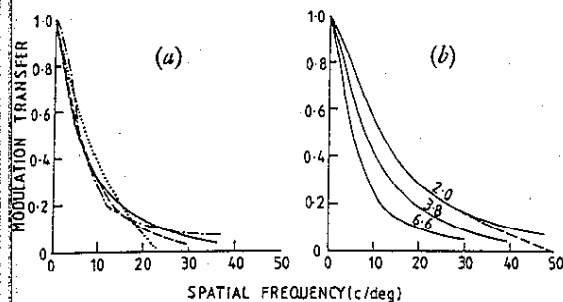 (a)
(b)
MODULATION TRANSFER
1·0
0·8
0·6
0·4
0·2
0
0 10 20 30 40 50
1·0
0·8
0·6
0·4
0·2
0
2·0
3·8
6·6
0 10 20 30 40 50
SPATIAL FREQUENCY(c/deg)